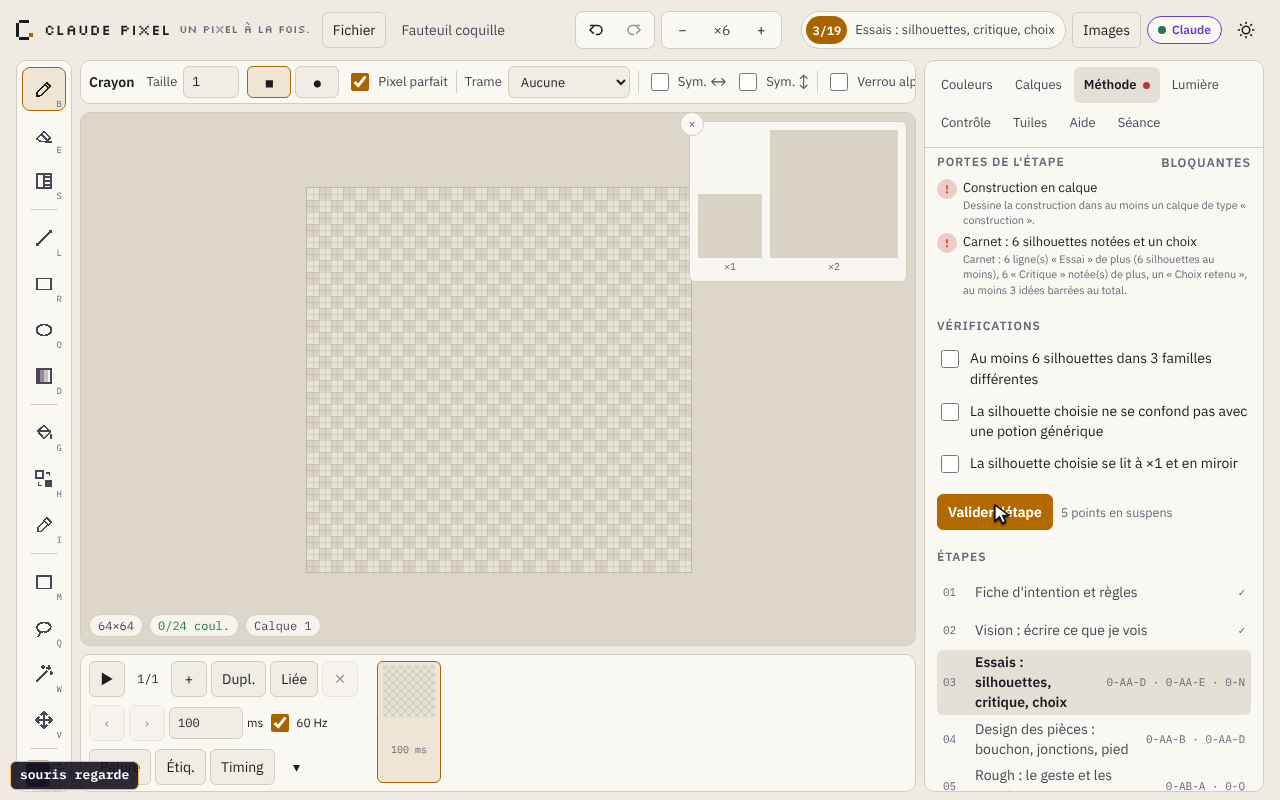 CLAUDE PIXEL UN PIXEL À LA FOIS. Fichier Fauteuil coquille − ×6 + 3/19 Essais : silhouettes, critique, choix Images Claude
Crayon Taille 1 Pixel parfait Trame Aucune Sym. Sym. Verrou alp
B
E
S
L
R
O
D
G
H
I
M
Q
W
V
×
×1 ×2
64×64 0/24 coul. Calque 1
1/1 + Dupl. Liée ×
‹ › 100 ms 60 Hz
Étiq. Timing ▼
100 ms
souris regarde
Couleurs Calques Méthode Lumière
Contrôle Tuiles Aide Séance
PORTES DE L'ÉTAPE BLOQUANTES
! Construction en calque
Dessine la construction dans au moins un calque de type «
construction ».
! Carnet : 6 silhouettes notées et un choix
Carnet : 6 ligne(s) « Essai » de plus (6 silhouettes au
moins), 6 « Critique » notée(s) de plus, un « Choix retenu »,
au moins 3 idées barrées au total.
VÉRIFICATIONS
Au moins 6 silhouettes dans 3 familles
différentes
La silhouette choisie ne se confond pas avec
une potion générique
La silhouette choisie se lit à ×1 et en miroir
Valider l'étape 5 points en suspens
ÉTAPES
01 Fiche d'intention et règles ✓
02 Vision : écrire ce que je vois ✓
03 Essais :
silhouettes,
critique, choix 0-AA-D · 0-AA-E · 0-N
04 Design des pièces :
bouchon, jonctions, pied 0-AA-B · 0-AA-D
05 Rough : le geste et les 0-AB-A · 0-Q